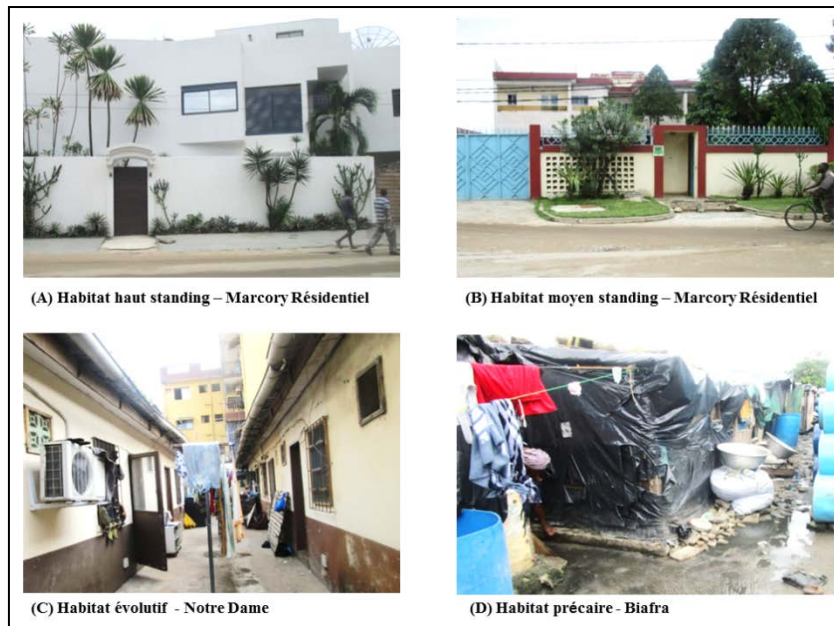 (A) Habitat haut standing – Marcory Résidentiel
(B) Habitat moyen standing – Marcory Résidentiel
(C) Habitat évolutif - Notre Dame
(D) Habitat précaire - Biafra